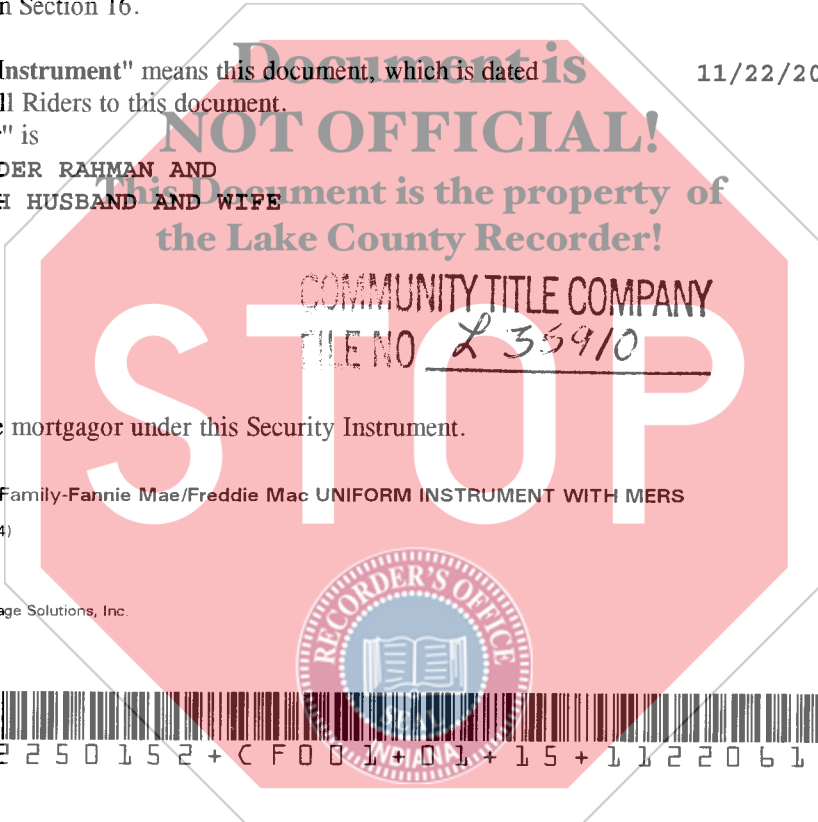 n Section 16.
Document is
Instrument" means this document, which is dated 11/22/20
ll Riders to this document.
" is
NOT OFFICIAL!
DER RAHMAN AND
This Document is the property of
H HUSBAND AND WIFE
the Lake County Recorder!
COMMUNITY TITLE COMPANY
FILE NO L 35910
STOP
e mortgagor under this Security Instrument.
Family-Fannie Mae/Freddie Mac UNIFORM INSTRUMENT WITH MERS
4)
RECORDER'S OFFICE
age Solutions, Inc.
SEAL
INDIANA
2250152+CF001+01+15+1122061